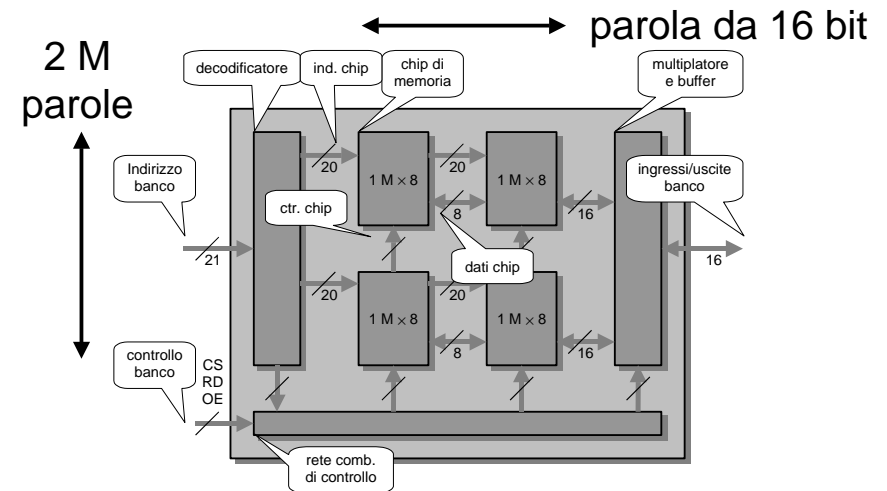 parola da 16 bit
2 M
parole
decodificatore
ind. chip
chip di
memoria
multiplatore
e buffer
20
20
1 M × 8
1 M × 8
Indirizzo
banco
ingressi/uscite
banco
ctr. chip
8
16
dati chip
21
16
20
20
1 M × 8
1 M × 8
8
16
controllo
banco
CS
RD
OE
rete comb.
di controllo